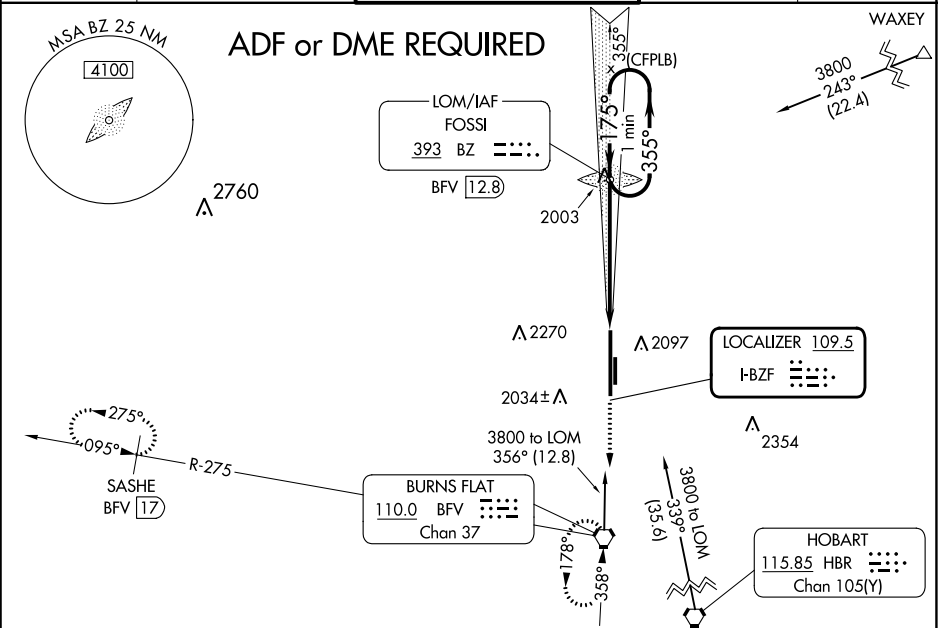 MSA BZ 25 NM
4100
ADF or DME REQUIRED
2760
LOM/IAF
FOSSI
393 BZ
BFV 12.8
2003
355°
(CFPLB)
175°
1 min
355°
WAXEY
3800
243°
(22.4)
2270
2097
2034±
LOCALIZER 109.5
I-BZF
2354
275°
095°
R-275
SASHE
BFV 17
3800 to LOM
356° (12.8)
BURNS FLAT
110.0 BFV
Chan 37
178°
358°
3800 to LOM
339°
(35.6)
HOBART
115.85 HBR
Chan 105(Y)